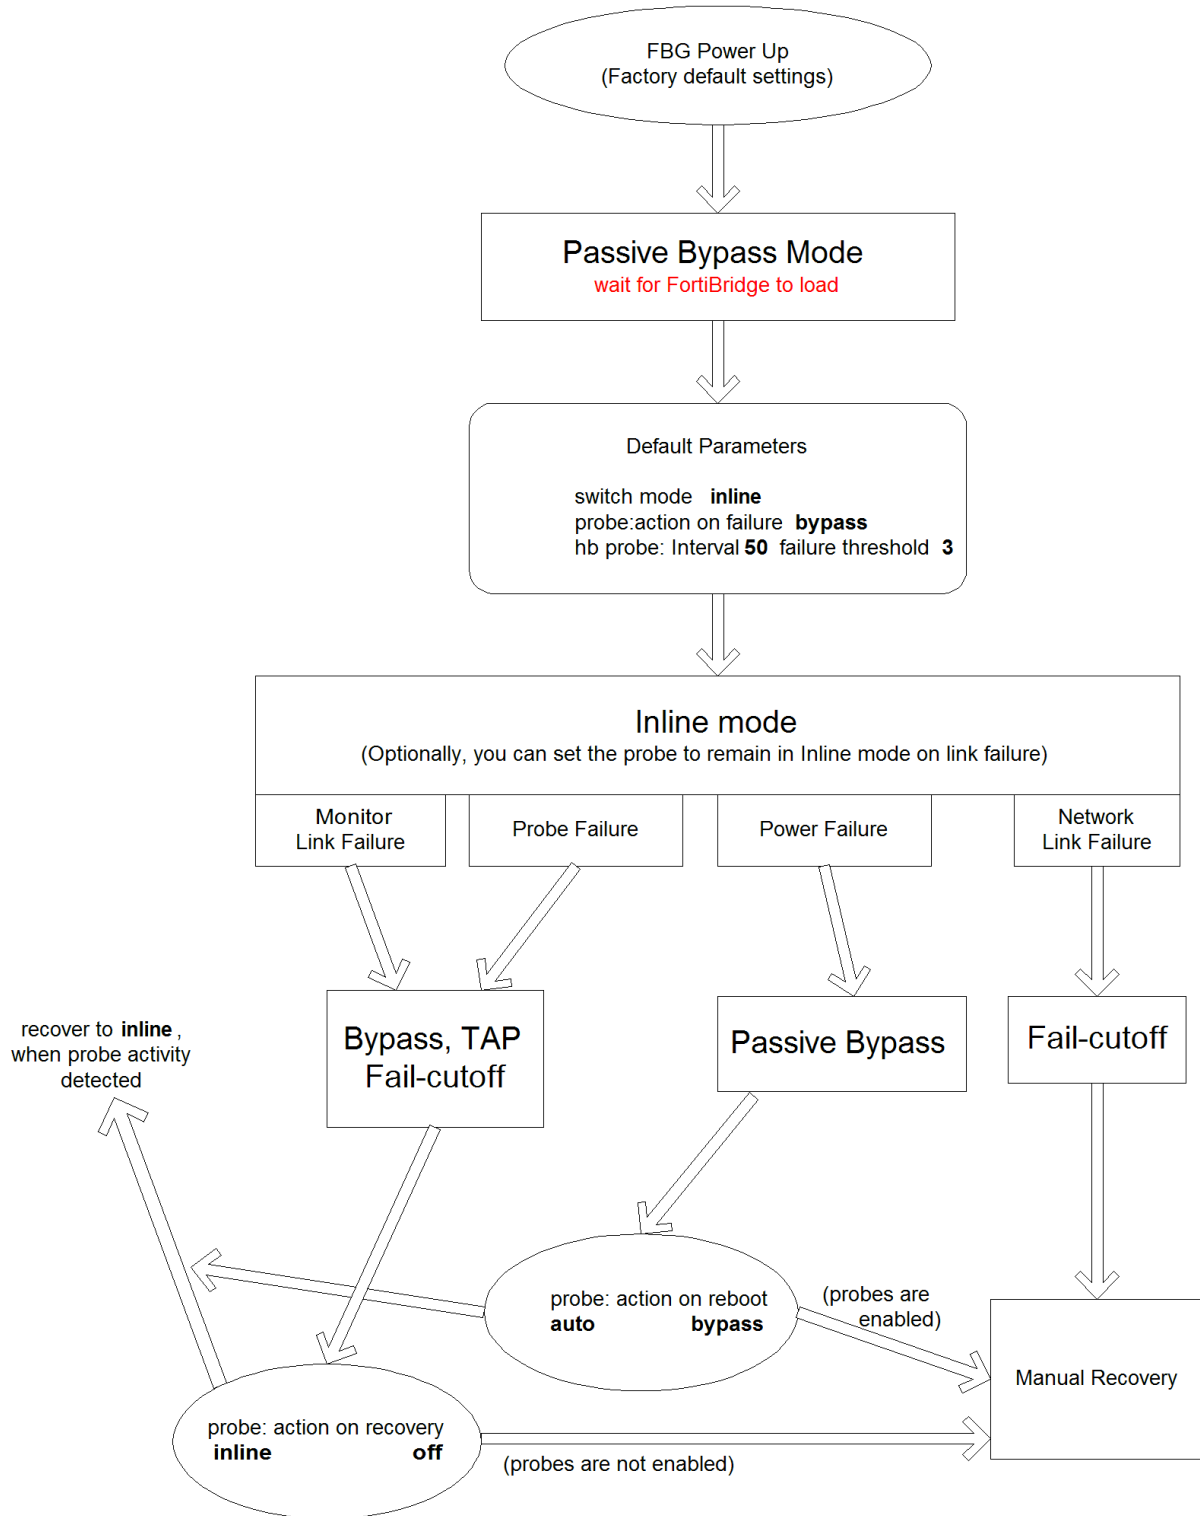 FBG Power Up
(Factory default settings)
Passive Bypass Mode
wait for FortiBridge to load
Default Parameters
switch mode inline
probe:action on failure bypass
hb probe: Interval 50 failure threshold 3
Inline mode
(Optionally, you can set the probe to remain in Inline mode on link failure)
Monitor
Link Failure
Probe Failure
Power Failure
Network
Link Failure
Bypass, TAP
Fail-cutoff
Passive Bypass
Fail-cutoff
recover to inline ,
when probe activity
detected
probe: action on reboot
auto bypass
(probes are
enabled)
Manual Recovery
probe: action on recovery
inline off
(probes are not enabled)